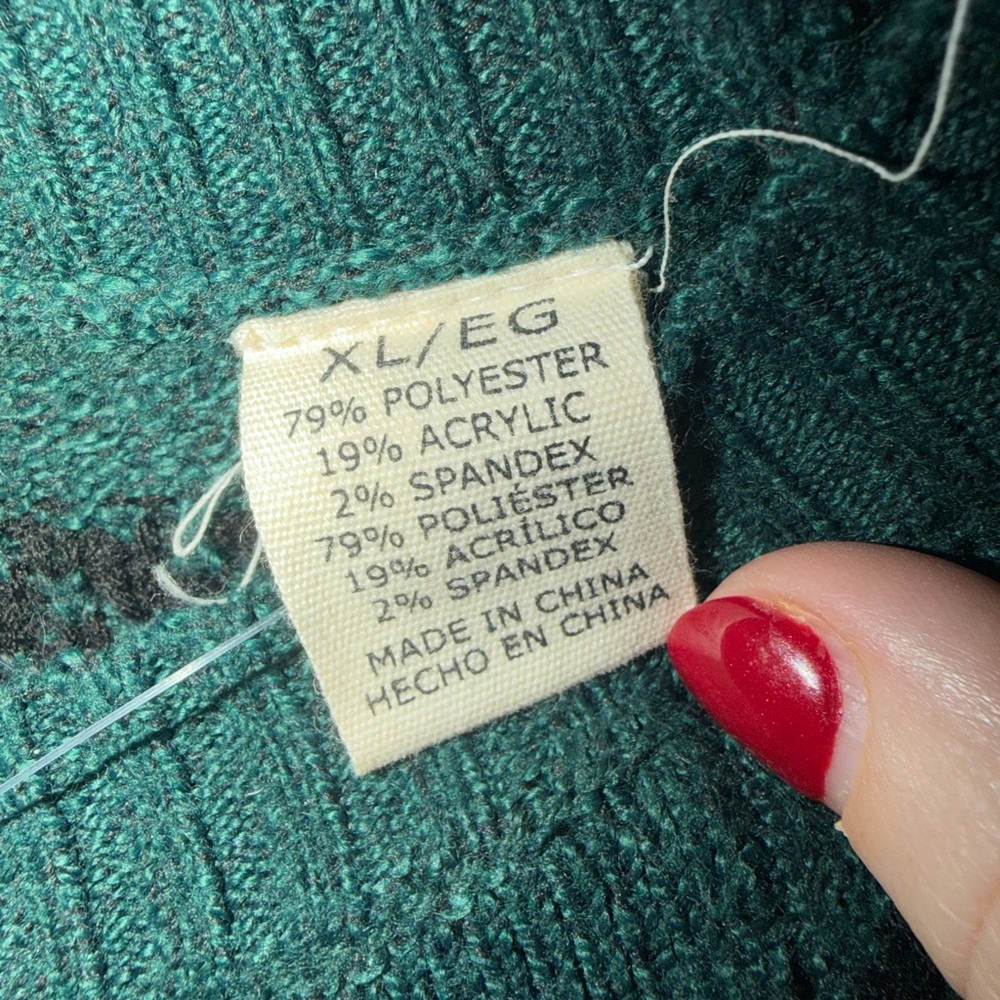 XL/EG
79% POLYESTER
19% ACRYLIC
2% SPANDEX
79% POLIÉSTER
19% ACRÍLICO
2% SPANDEX
MADE IN CHINA
HECHO EN CHINA